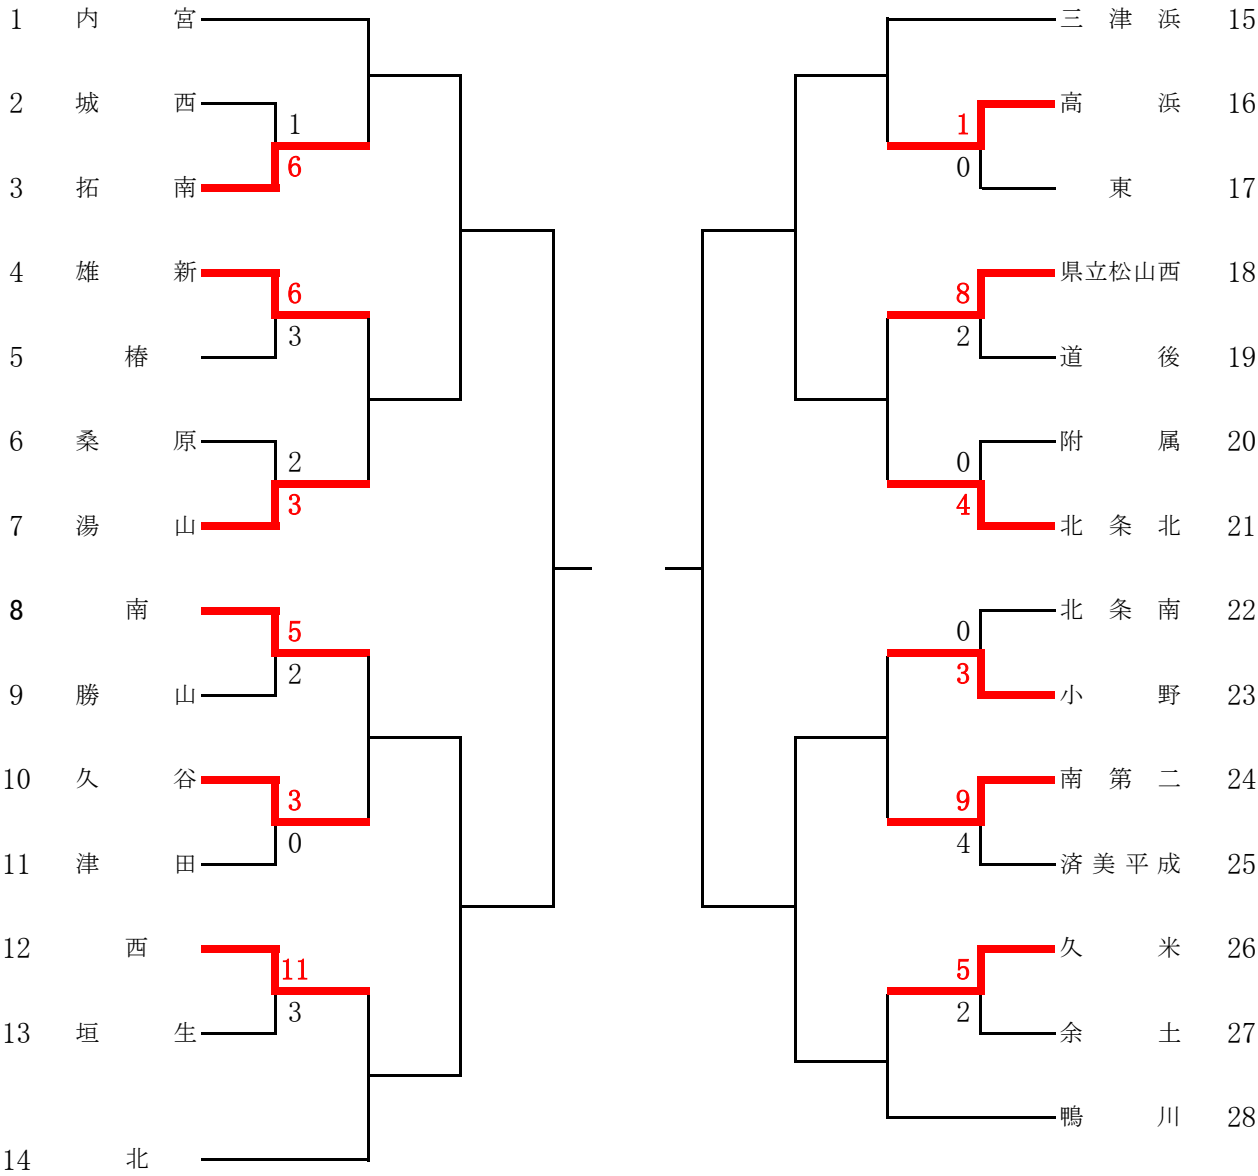 1 内宮
2 城西
1
6
3 拓南
4 雄新
6
3
5 椿
6 桑原
2
3
7 湯山
8 南
5
2
9 勝山
10 久谷
3
0
11 津田
12 西
11
3
13 垣生
14 北
三津浜 15
高浜 16
1
0
東 17
県立松山西 18
8
2
道後 19
附属 20
0
4
北条北 21
北条南 22
0
3
小野 23
南第二 24
9
4
済美平成 25
久米 26
5
2
余土 27
鴨川 28